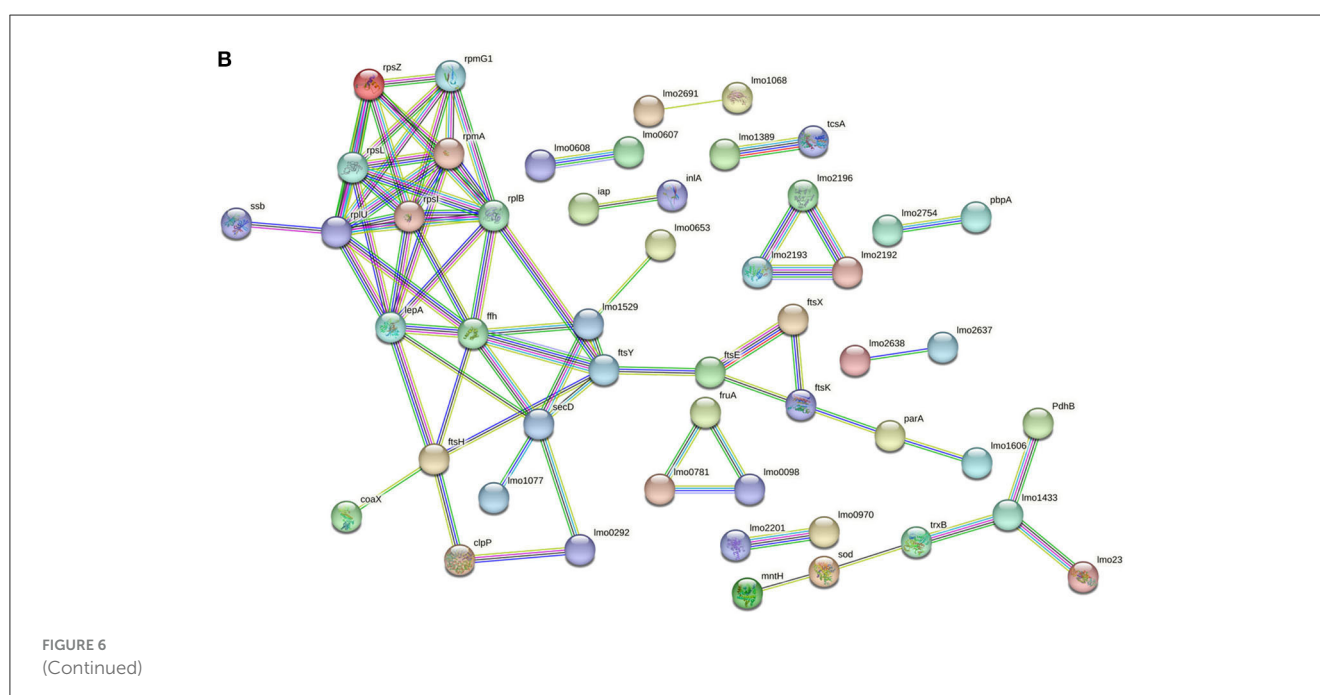 B
rpsZ
rpmG1
lmo2691
lmo1068
rpmA
lmo0608
lmo0607
lmo1389
tcsA
rpsL
ssb
rplU
rpsI
rplB
iap
inlA
lmo2196
lmo2754
pbpA
lmo0653
lmo2193
lmo2192
lepA
ffh
lmo1529
ftsX
ftsY
ftsE
lmo2638
lmo2637
ftsK
secD
fruA
parA
PdhB
ftsH
lmo1606
lmo1077
lmo0781
lmo0098
lmo1433
coaX
clpP
lmo0292
lmo2201
lmo0970
trxB
sod
mntH
lmo23
FIGURE 6
(Continued)